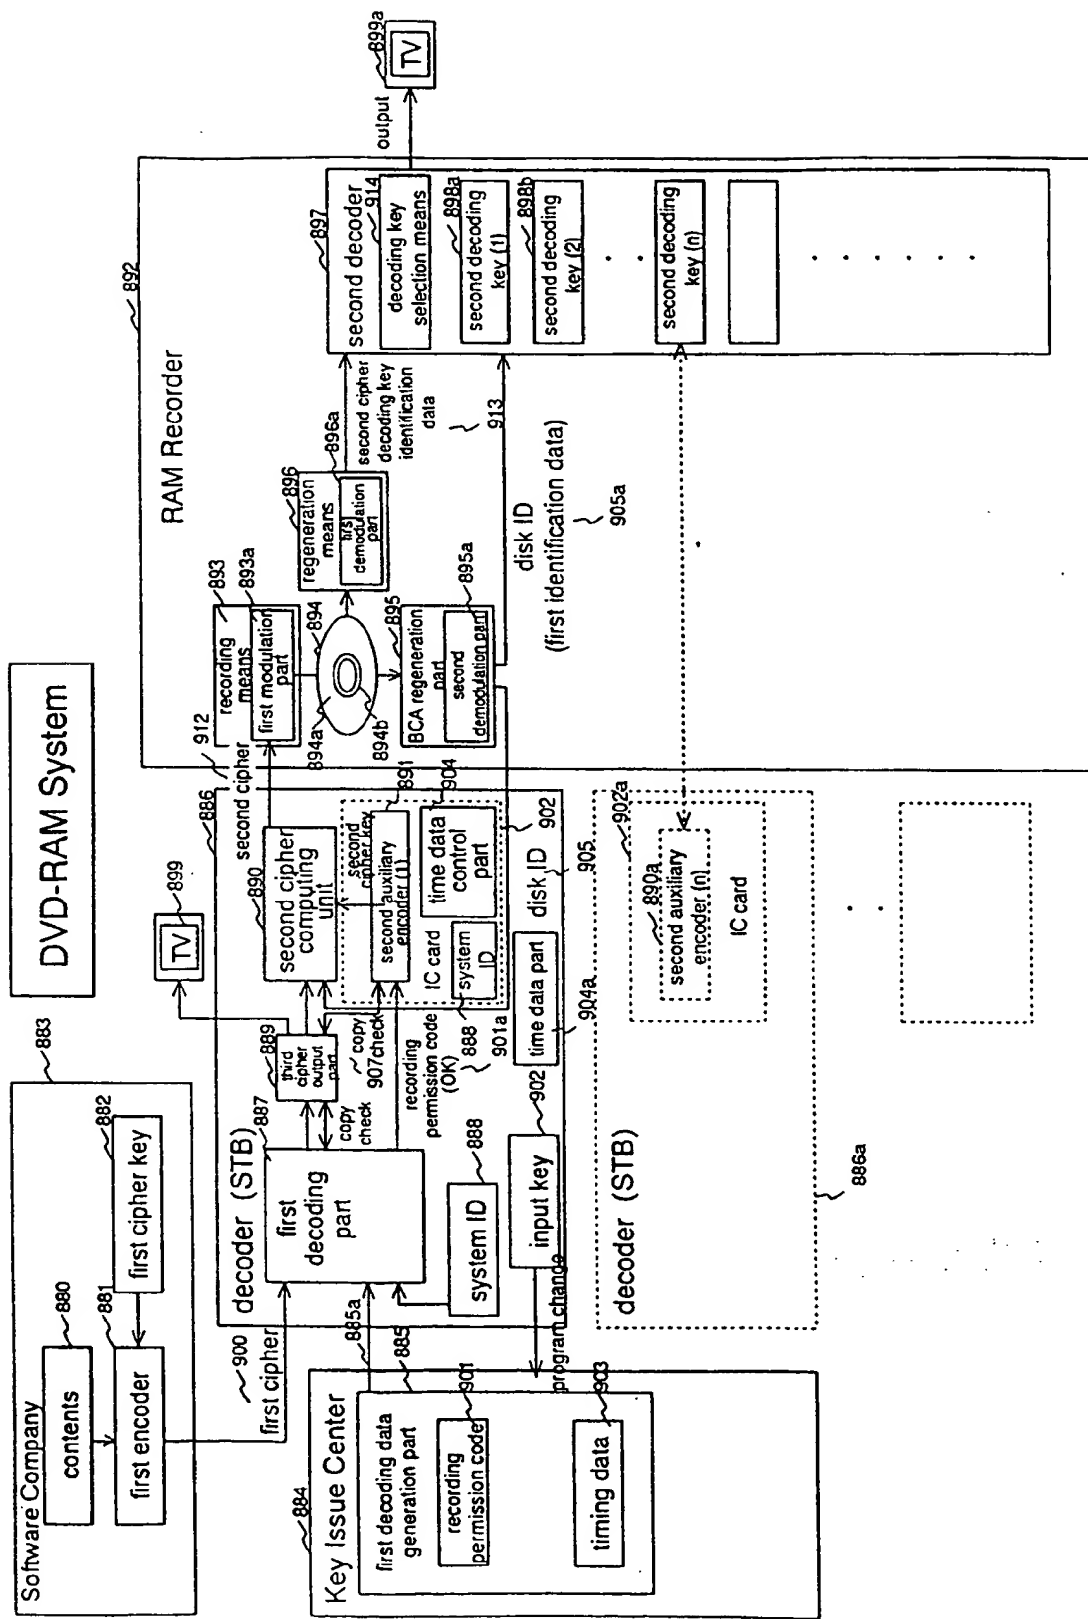 DVD-RAM System
Software Company
883
contents
880
first encoder
881
first cipher key
882
900
first cipher
Key Issue Center
884
first decoding data
generation part
885
885a
recording
permission code
901
timing data
903
program change
decoder (STB)
886
first
decoding
part
887
system ID
888
input key
902
copy
check
third
cipher
output
part
889
TV
899
copy
907 check
recording
permission code
(OK)
901a
second cipher
computing
unit
890
second cipher key
second auxiliary
encoder (1)
891
IC card
system
ID
888
time data
control
part
904
902
time data part
904a
disk ID
905
second cipher
912
decoder (STB)
886a
second auxiliary
encoder (n)
890a
IC card
902a
RAM Recorder
892
recording
means
893
first modulation
part
893a
894
894a
894b
BCA regeneration
part
895
second
demodulation part
895a
regeneration
means
896
firs
demodulation
part
896a
second cipher
decoding key
identification
data
913
disk ID
(first identification data)
905a
second decoder
897
decoding key
selection means
914
second decoding
key (1)
898a
second decoding
key (2)
898b
second decoding
key (n)
output
TV
899a